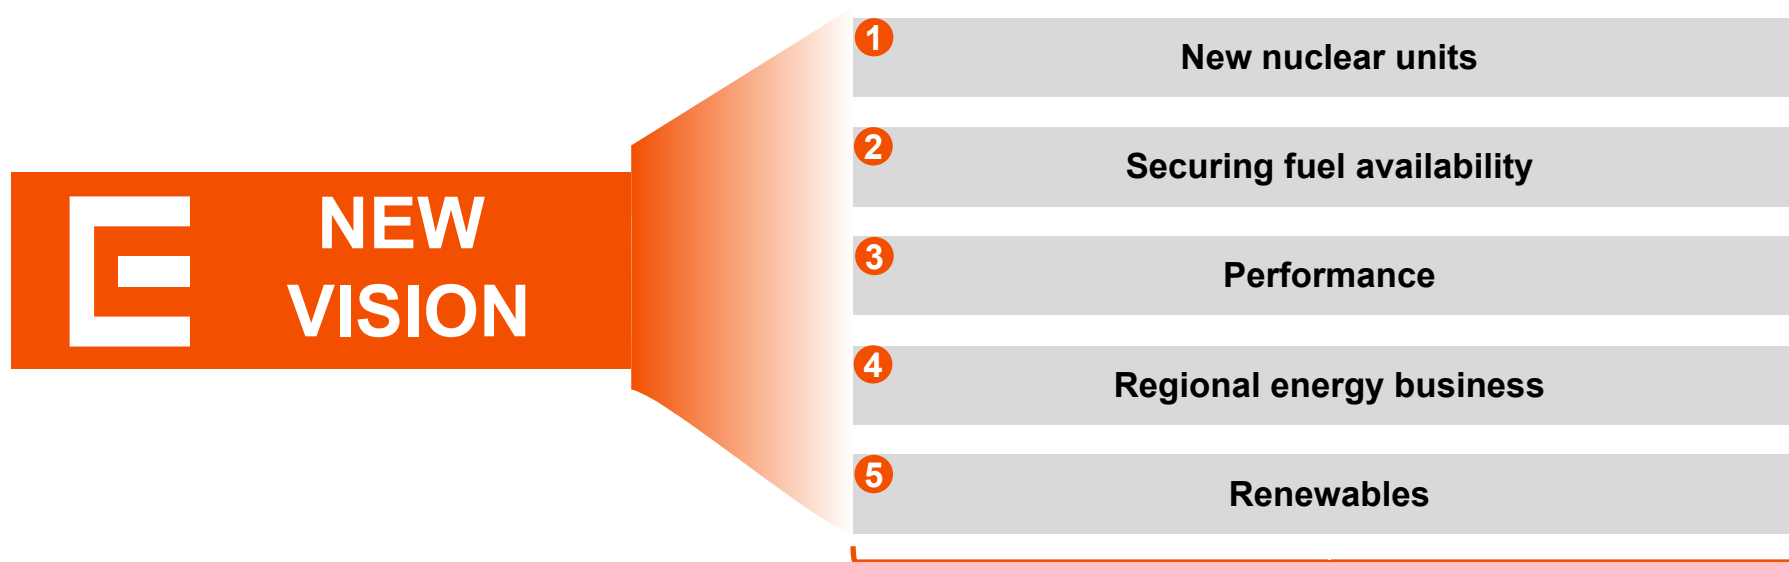 NEW
VISION
1
New nuclear units
2
Securing fuel availability
3
Performance
4
Regional energy business
5
Renewables